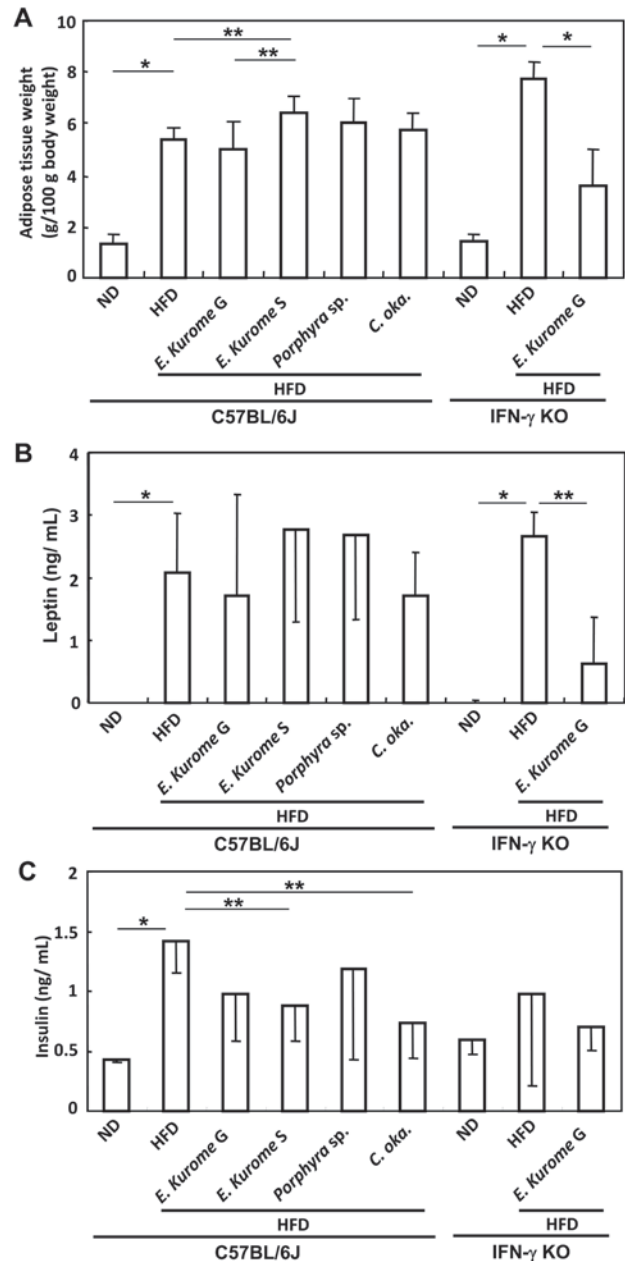 A
Adipose tissue weight
(g/100 g body weight)
10
8
6
4
2
0
*
**
**
*
*
ND
HFD
E. Kurome G
E. Kurome S
Porphyra sp.
C. oka.
ND
HFD
E. Kurome G
HFD
HFD
C57BL/6J
IFN-γ KO
B
Leptin (ng/ mL)
4
3
2
1
0
*
*
**
ND
HFD
E. Kurome G
E. Kurome S
Porphyra sp.
C. oka.
ND
HFD
E. Kurome G
HFD
HFD
C57BL/6J
IFN-γ KO
C
Insulin (ng/ mL)
2
1.5
1
0.5
0
*
**
**
ND
HFD
E. Kurome G
E. Kurome S
Porphyra sp.
C. oka.
ND
HFD
E. Kurome G
HFD
HFD
C57BL/6J
IFN-γ KO